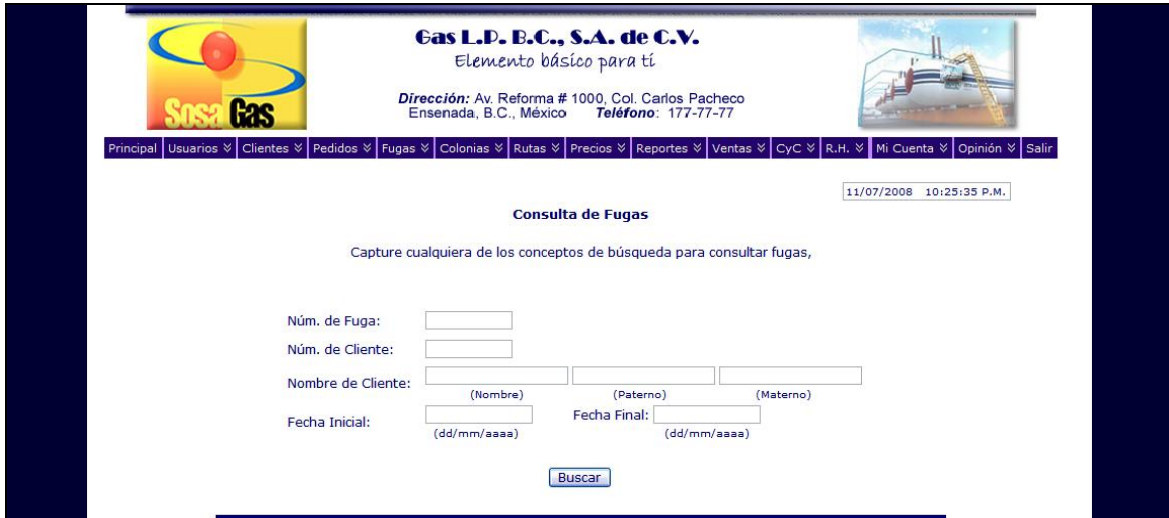 Gas L.P. B.C., S.A. de C.V.
Elemento básico para tí
Dirección: Av. Reforma # 1000, Col. Carlos Pacheco
Ensenada, B.C., México Teléfono: 177-77-77
Sosa Gas
Principal Usuarios Clientes Pedidos Fugas Colonias Rutas Precios Reportes Ventas CyC R.H. Mi Cuenta Opinión Salir
11/07/2008 10:25:35 P.M.
Consulta de Fugas
Capture cualquiera de los conceptos de búsqueda para consultar fugas,
Núm. de Fuga:
Núm. de Cliente:
Nombre de Cliente:
(Nombre) (Paterno) (Materno)
Fecha Inicial: Fecha Final:
(dd/mm/aaaa) (dd/mm/aaaa)
Buscar